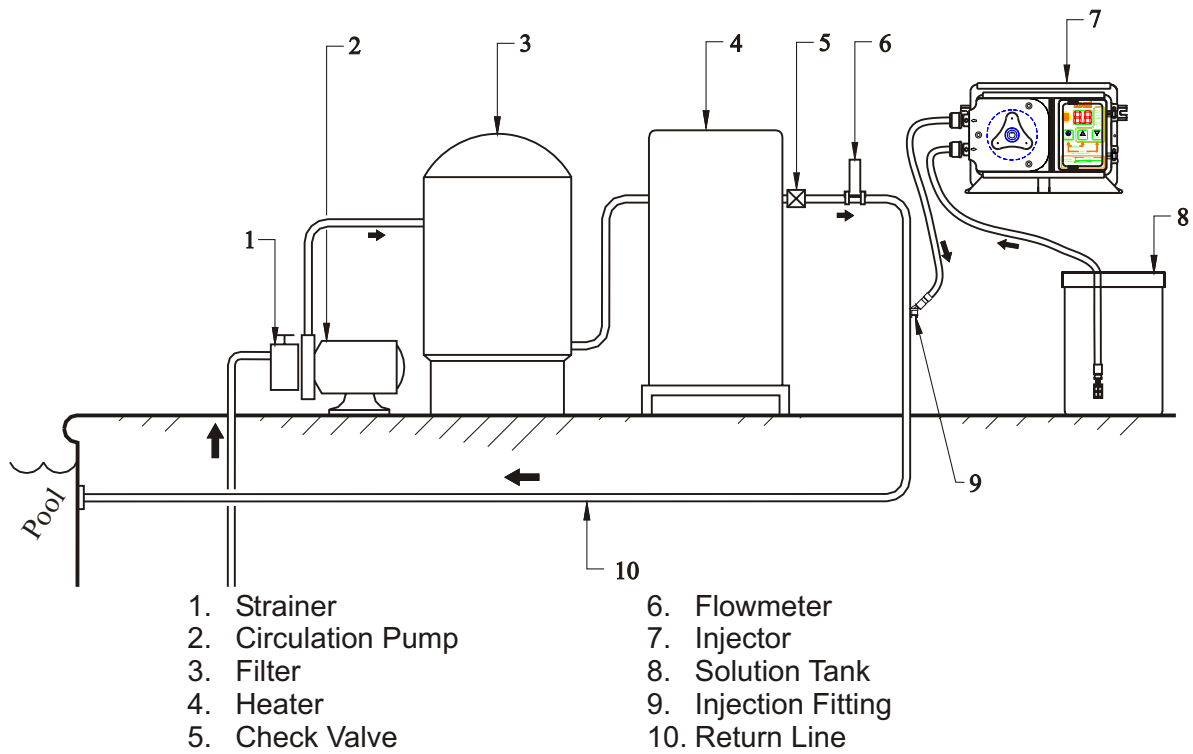 2
3
4
5
6
7
1
8
9
Pool
10
1. Strainer
2. Circulation Pump
3. Filter
4. Heater
5. Check Valve
6. Flowmeter
7. Injector
8. Solution Tank
9. Injection Fitting
10. Return Line